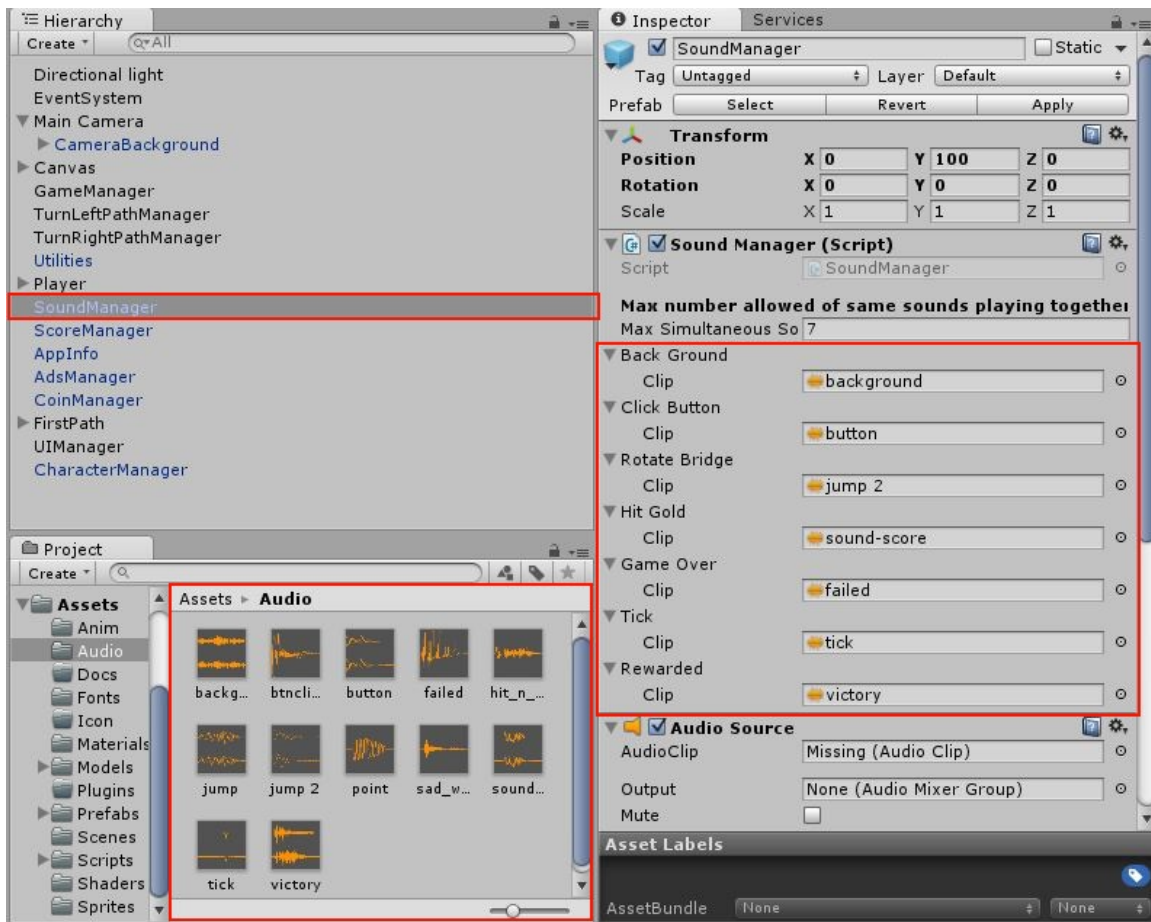 Hierarchy
Create
All
Directional light
EventSystem
Main Camera
CameraBackground
Canvas
GameManager
TurnLeftPathManager
TurnRightPathManager
Utilities
Player
SoundManager
ScoreManager
AppInfo
AdsManager
CoinManager
FirstPath
UIManager
CharacterManager
Project
Create
Assets
Anim
Audio
Docs
Fonts
Icon
Materials
Models
Plugins
Prefabs
Scenes
Scripts
Shaders
Sprites
Assets Audio
backg... btncli... button failed hit_n_...
jump jump 2 point sad_w... sound...
tick victory
Inspector Services
SoundManager Static
Tag Untagged Layer Default
Prefab Select Revert Apply
Transform
Position X 0 Y 100 Z 0
Rotation X 0 Y 0 Z 0
Scale X 1 Y 1 Z 1
C# Sound Manager (Script)
Script SoundManager
Max number allowed of same sounds playing together
Max Simultaneous So 7
Back Ground
Clip background
Click Button
Clip button
Rotate Bridge
Clip jump 2
Hit Gold
Clip sound-score
Game Over
Clip failed
Tick
Clip tick
Rewarded
Clip victory
Audio Source
AudioClip Missing (Audio Clip)
Output None (Audio Mixer Group)
Mute
Asset Labels
AssetBundle None None